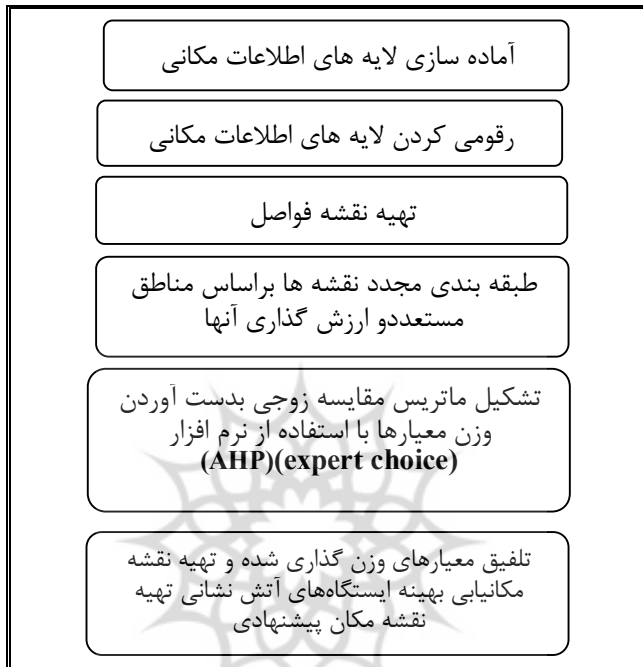 آماده سازی لایه های اطلاعات مکانی
رقومی کردن لایه های اطلاعات مکانی
تهیه نقشه فواصل
طبقه بندی مجدد نقشه ها براساس مناطق
مستعددو ارزش گذاری آنها
تشکیل ماتریس مقایسه زوجی بدست آوردن
وزن معیارها با استفاده از نرم افزار
(AHP)(expert choice)
تلفیق معیارهای وزن گذاری شده و تهیه نقشه
مکانیابی بهینه ایستگاه‌های آتش نشانی تهیه
نقشه مکان پیشنهادی